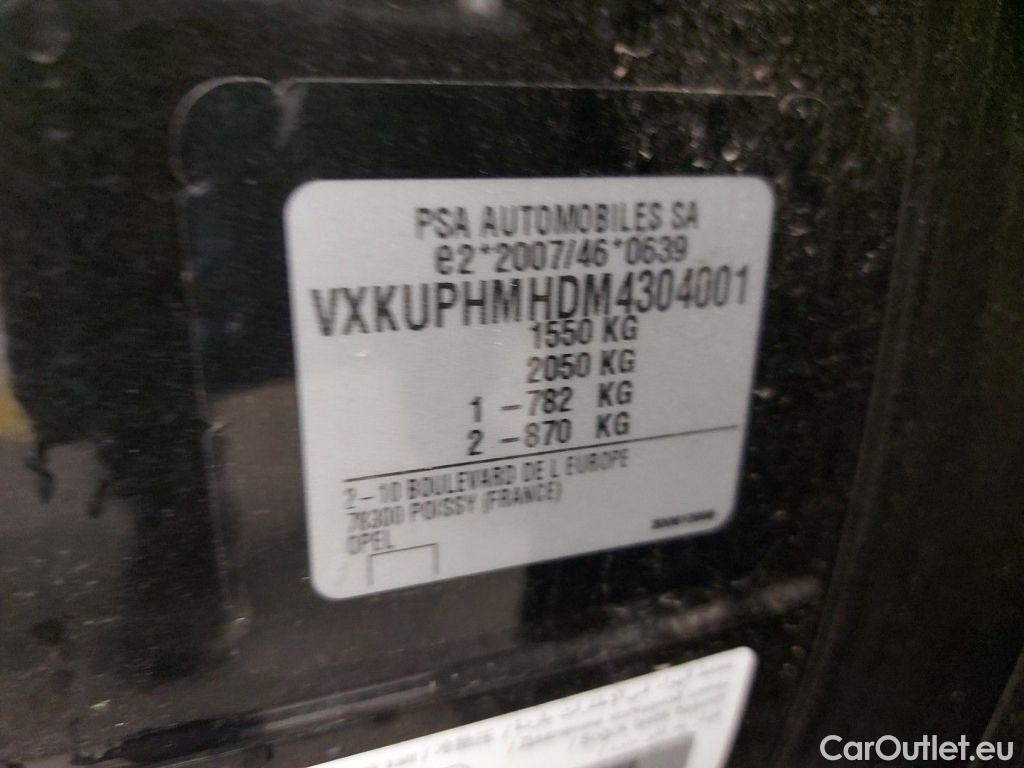 PSA AUTOMOBILES SA
e2*2007/46*0639
VXKUPHMHDM4304001
1550 KG
2050 KG
1 - 782 KG
2 - 870 KG
2-10 BOULEVARD DE L EUROPE
78300 POISSY (FRANCE)
OPEL
CarOutlet.eu